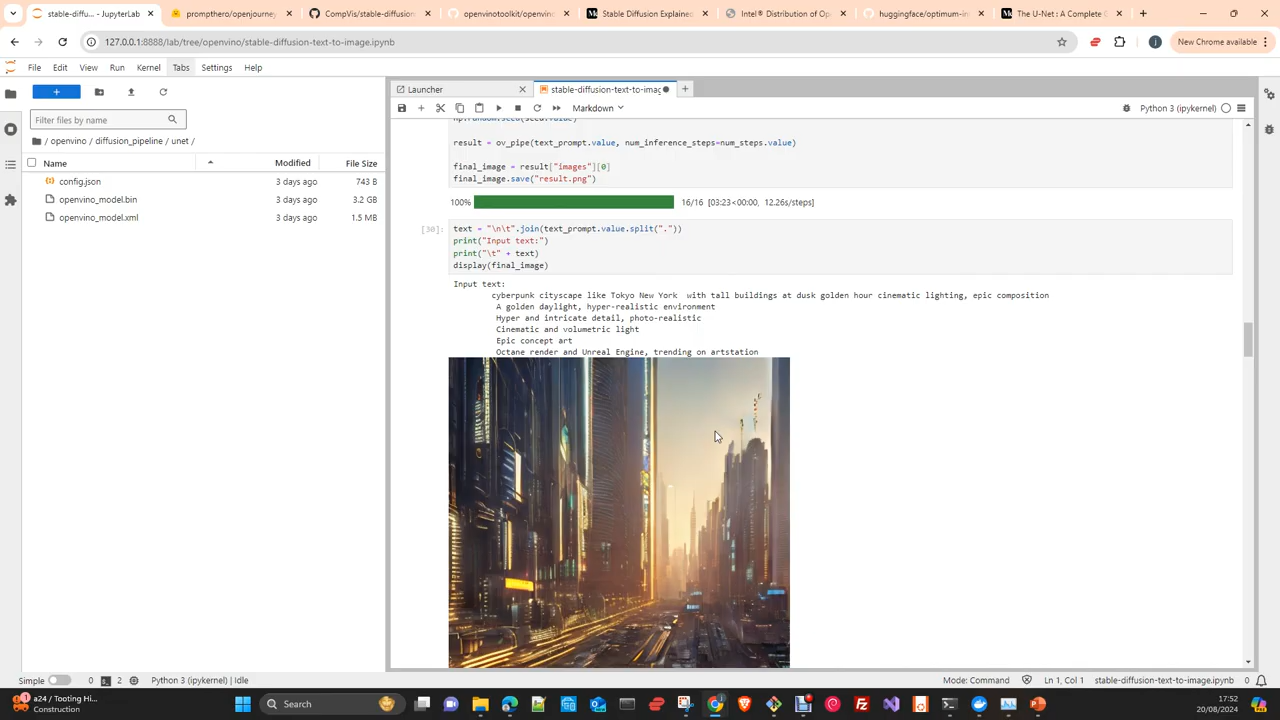 stable-diffusion-text-to-ima - JupyterLab
prompthero/openjourney
CompVis/stable-diffusion
openvinotoolkit/openvino
Stable Diffusion Explained
Intel® Distribution of Op
huggingface/optimum-in
The U-Net : A Complete G
127.0.0.1:8888/lab/tree/openvino/stable-diffusion-text-to-image.ipynb
New Chrome available
File Edit View Run Kernel Tabs Settings Help
Launcher
stable-diffusion-text-to-imag
Filter files by name
Markdown
Python 3 (ipykernel)
/ openvino / diffusion_pipeline / unet /
Name Modified File Size
config.json 3 days ago 743 B
openvino_model.bin 3 days ago 3.2 GB
openvino_model.xml 3 days ago 1.5 MB
np.random.seed(seed.value)
result = ov_pipe(text_prompt.value, num_inference_steps=num_steps.value)
final_image = result["images"][0]
final_image.save("result.png")
100% 16/16 [03:23<00:00, 12.26s/steps]
[30]:
text = "\n\t".join(text_prompt.value.split("."))
print("Input text:")
print("\t" + text)
display(final_image)
Input text:
cyberpunk cityscape like Tokyo New York with tall buildings at dusk golden hour cinematic lighting, epic composition
A golden daylight, hyper-realistic environment
Hyper and intricate detail, photo-realistic
Cinematic and volumetric light
Epic concept art
Octane render and Unreal Engine, trending on artstation
Simple 0 2 Python 3 (ipykernel) | Idle
Mode: Command Ln 1, Col 1 stable-diffusion-text-to-image.ipynb 0
a24 / Tooting Hi...
Construction
Search
17:52
20/08/2024